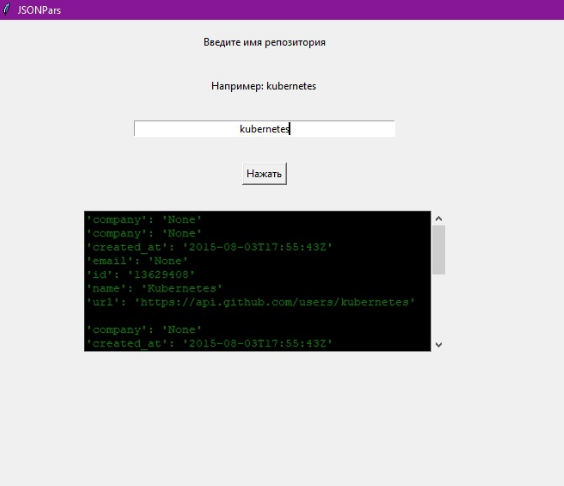 JSONPars
Введите имя репозитория
Например: kubernetes
kubernetes
Нажать
'company': 'None'
'company': 'None'
'created_at': '2015-08-03T17:55:43Z'
'email': 'None'
'id': '13629408'
'name': 'Kubernetes'
'url': 'https://api.github.com/users/kubernetes'
'company': 'None'
'created_at': '2015-08-03T17:55:43Z'